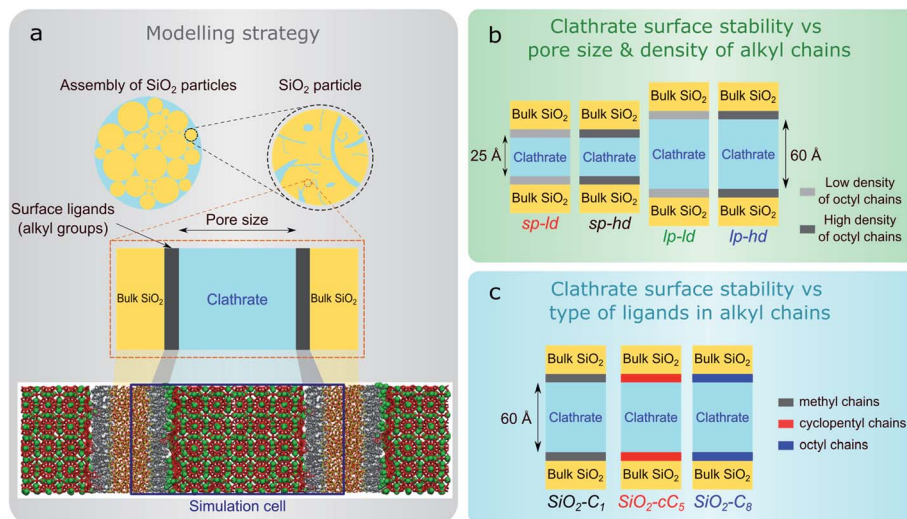 a
Modelling strategy
Assembly of SiO₂ particles
SiO₂ particle
Surface ligands
(alkyl groups)
Pore size
Bulk SiO₂
Clathrate
Bulk SiO₂
Simulation cell
b
Clathrate surface stability vs
pore size & density of alkyl chains
Bulk SiO₂
Bulk SiO₂
Bulk SiO₂
Bulk SiO₂
25 Å
Clathrate
Clathrate
Clathrate
Clathrate
60 Å
Bulk SiO₂
Bulk SiO₂
Bulk SiO₂
Bulk SiO₂
sp-ld
sp-hd
lp-ld
lp-hd
Low density
of octyl chains
High density
of octyl chains
c
Clathrate surface stability vs
type of ligands in alkyl chains
Bulk SiO₂
Bulk SiO₂
Bulk SiO₂
60 Å
Clathrate
Clathrate
Clathrate
Bulk SiO₂
Bulk SiO₂
Bulk SiO₂
SiO₂-C₁
SiO₂-cC₅
SiO₂-C₈
methyl chains
cyclopentyl chains
octyl chains